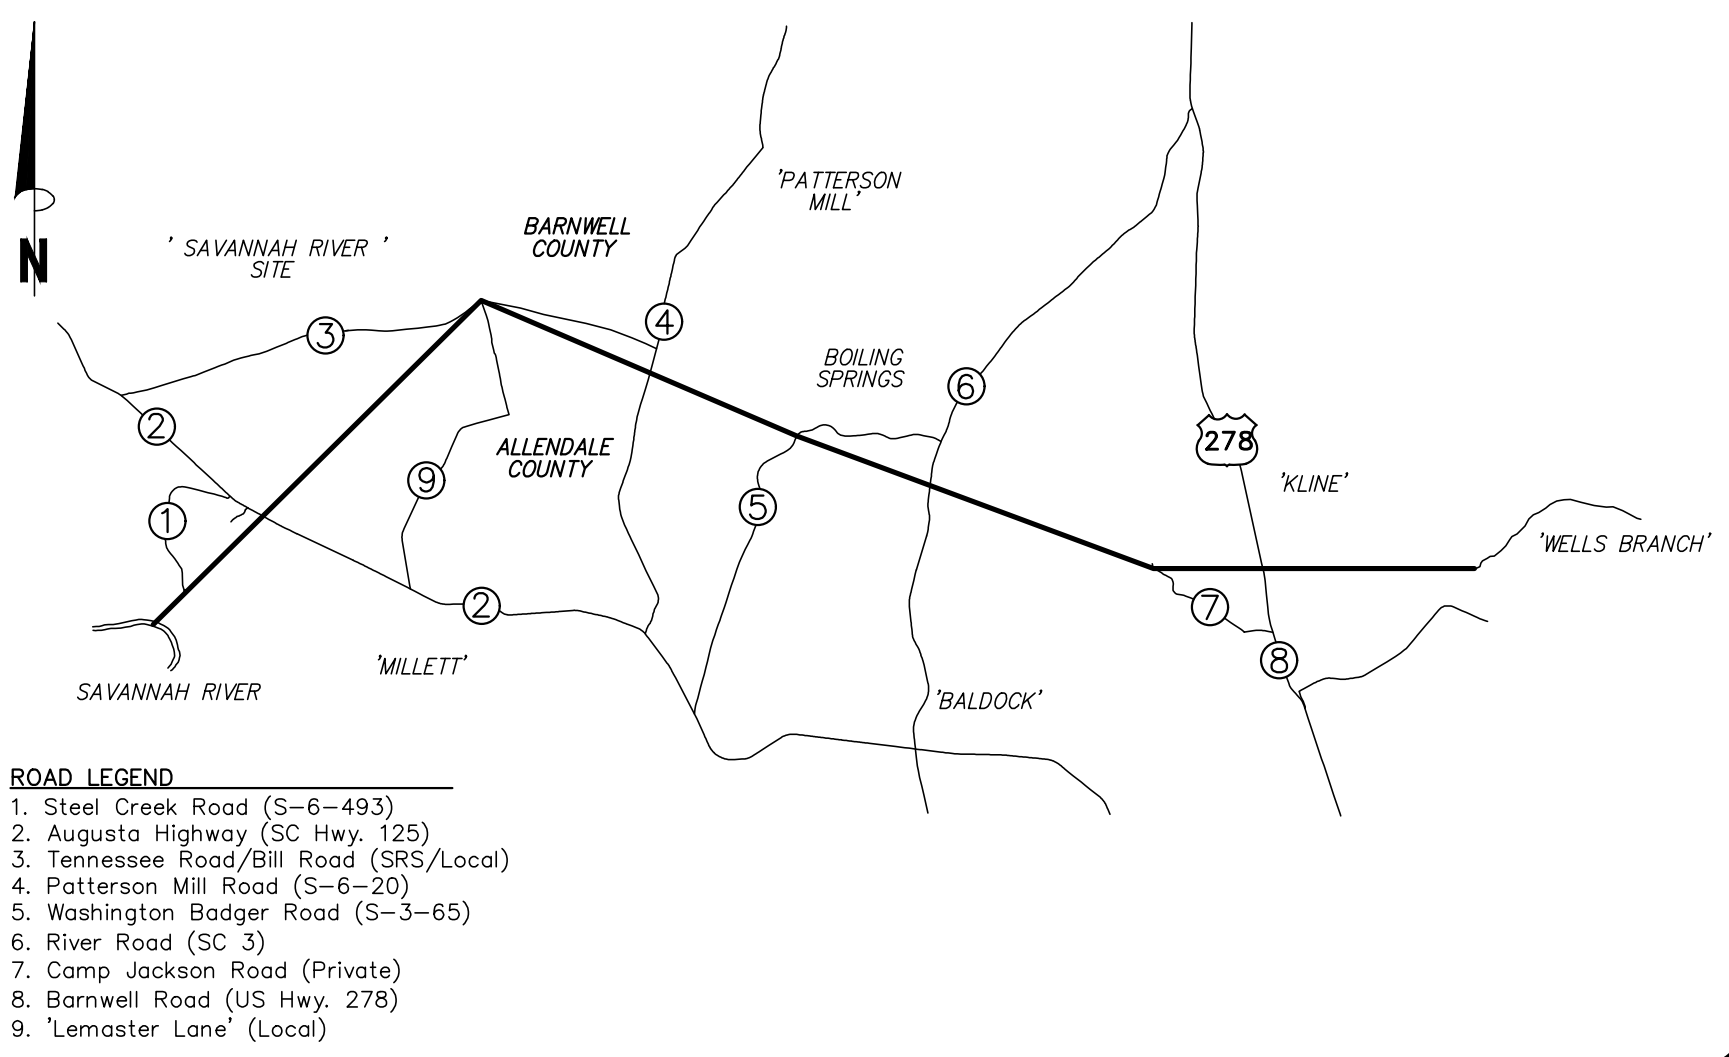 'PATTERSON
MILL'
BARNWELL
COUNTY
' SAVANNAH RIVER '
SITE
N
3
4
BOILING
SPRINGS
6
2
278
ALLENDALE
COUNTY
9
'KLINE'
5
1
'WELLS BRANCH'
2
7
'MILLETT'
8
SAVANNAH RIVER
'BALDOCK'
ROAD LEGEND
1. Steel Creek Road (S-6-493)
2. Augusta Highway (SC Hwy. 125)
3. Tennessee Road/Bill Road (SRS/Local)
4. Patterson Mill Road (S-6-20)
5. Washington Badger Road (S-3-65)
6. River Road (SC 3)
7. Camp Jackson Road (Private)
8. Barnwell Road (US Hwy. 278)
9. 'Lemaster Lane' (Local)